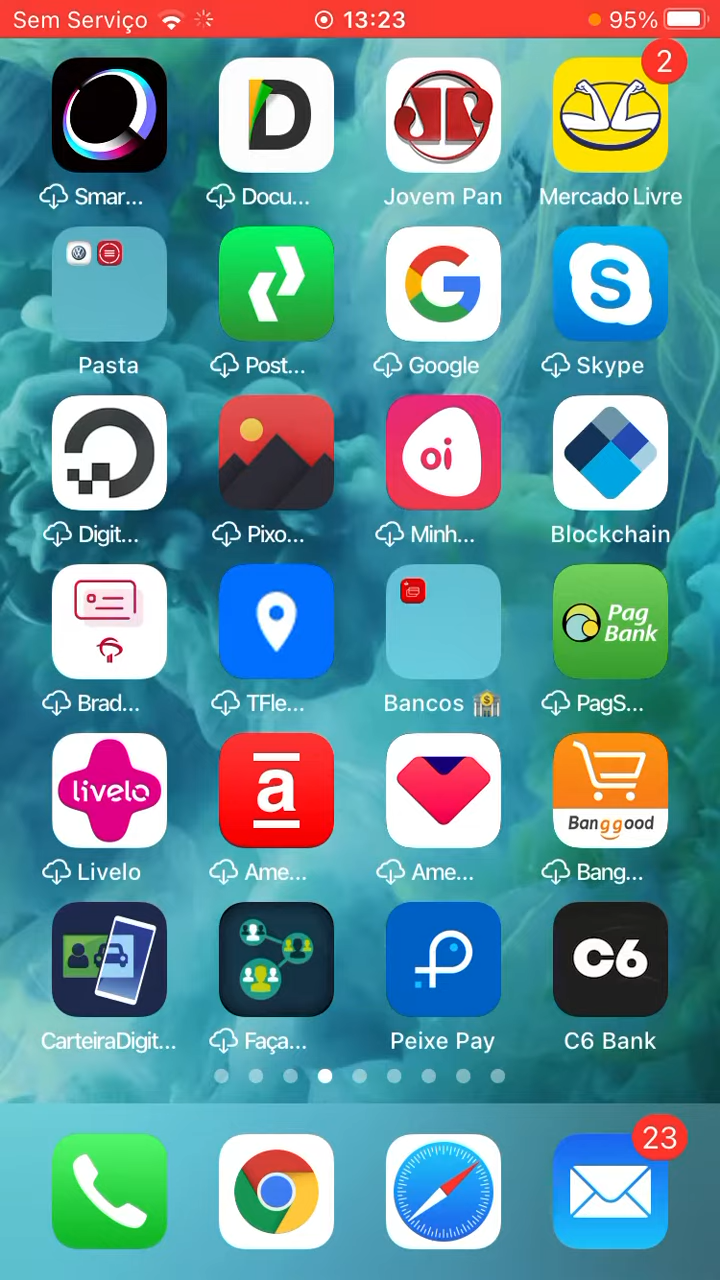 Sem Serviço 13:23 95%
2
D
JR
Smar... Docu... Jovem Pan Mercado Livre
G S
Pasta Post... Google Skype
oi
Digit... Pixo... Minh... Blockchain
Pag
Bank
Brad... TFle... Bancos PagS...
livelo a
Banggood
Livelo Ame... Ame... Bang...
C6
CarteiraDigit... Faça... Peixe Pay C6 Bank
23